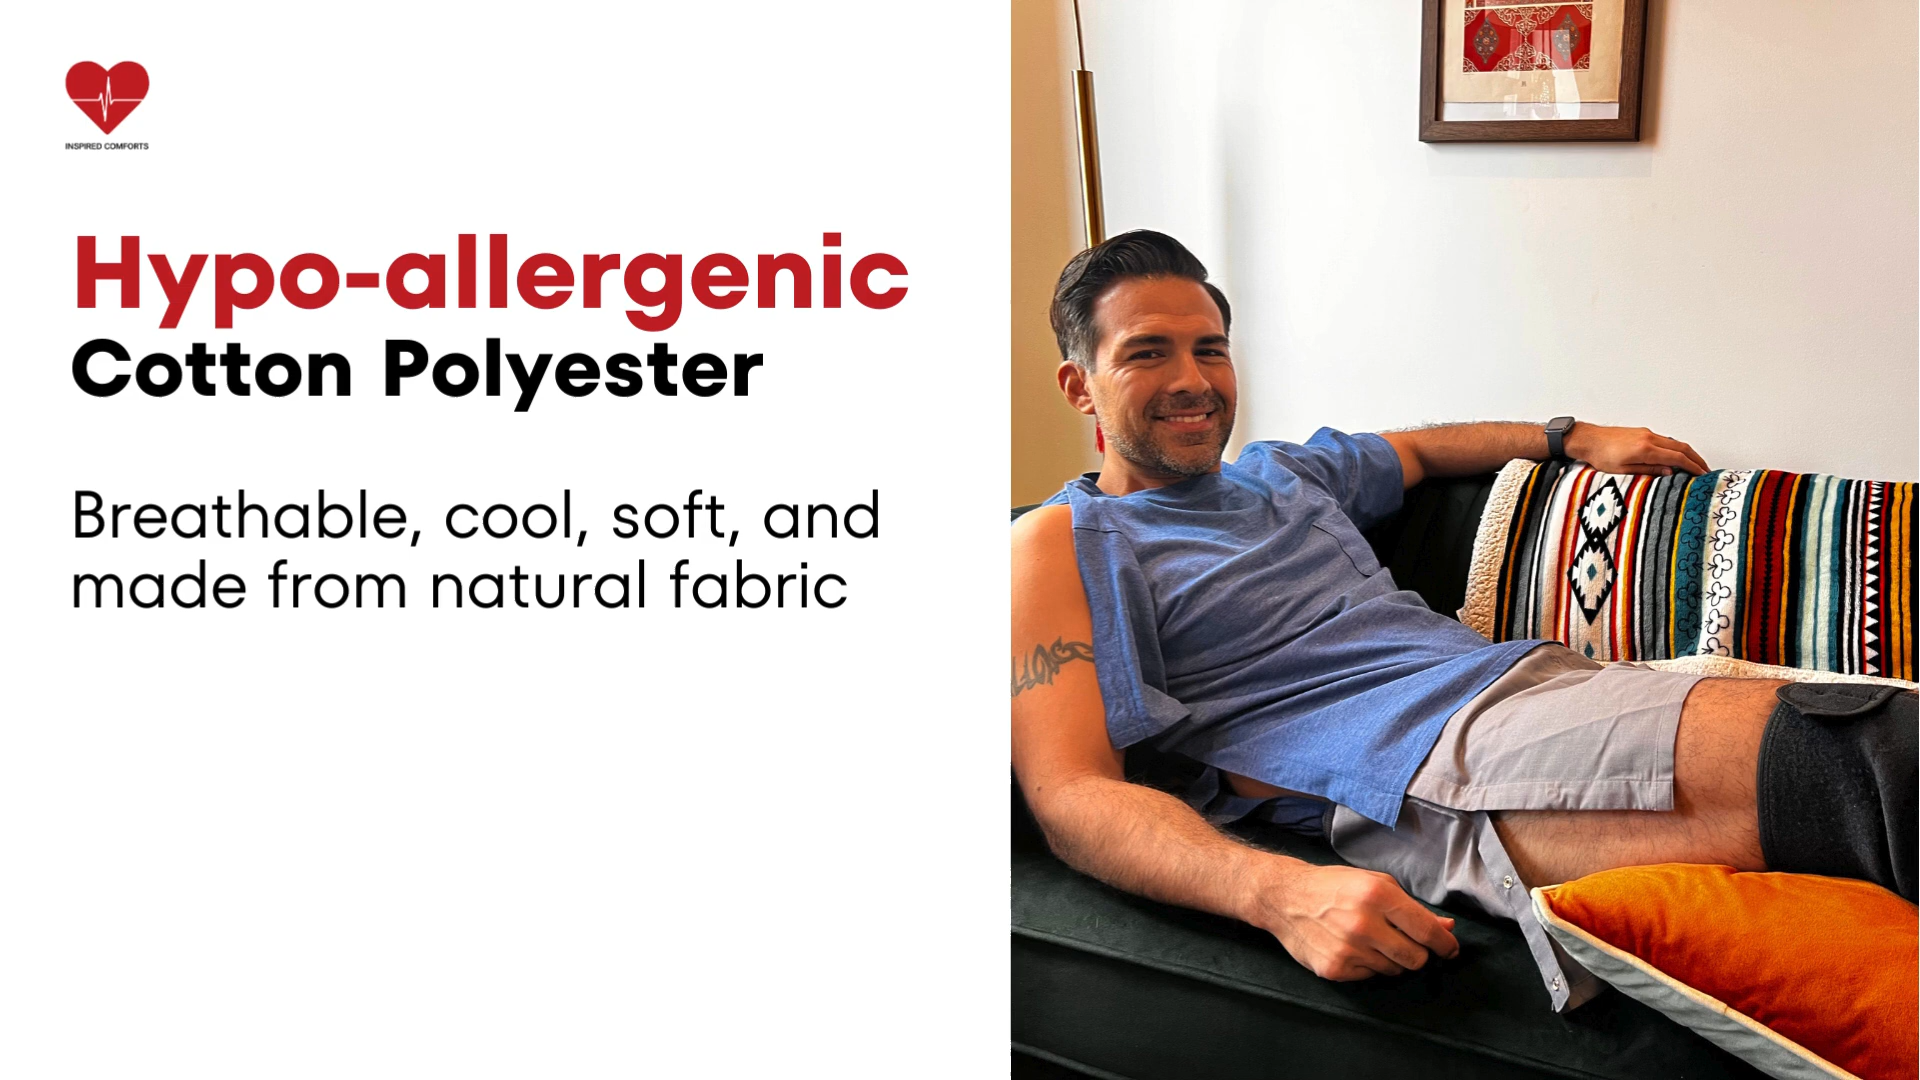 INSPIRED COMFORTS
Hypo-allergenic
Cotton Polyester
Breathable, cool, soft, and
made from natural fabric